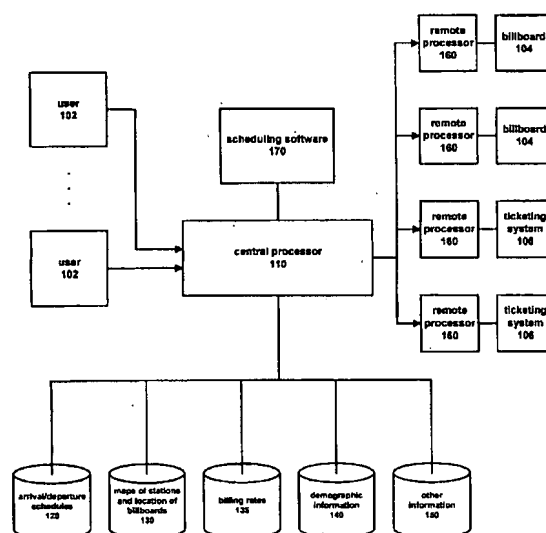 user
102
user
102
scheduling software
170
central processor
110
remote
processor
160
billboard
104
remote
processor
160
billboard
104
remote
processor
160
ticketing
system
106
remote
processor
160
ticketing
system
106
arrival/departure
schedules
120
maps of stations
and location of
billboards
130
billing rates
135
demographic
information
140
other
information
150